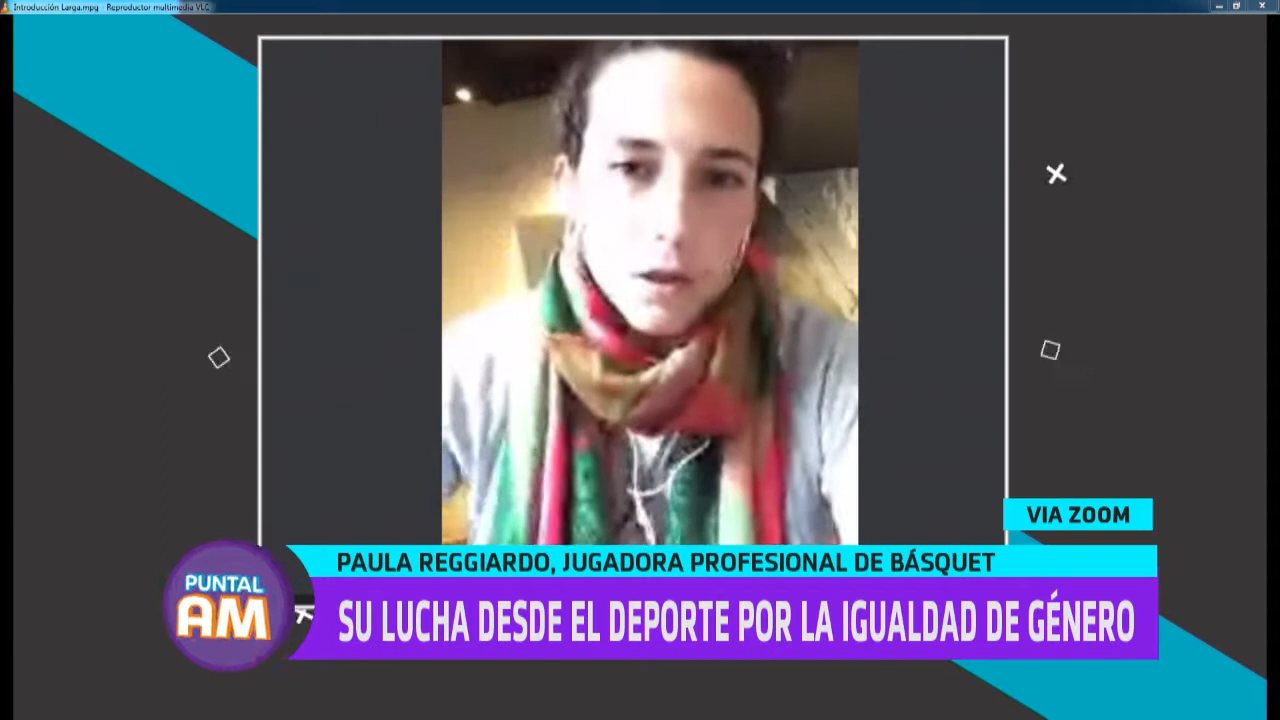 Introducción Larga.mpg - Reproductor multimedia VLC
VIA ZOOM
PAULA REGGIARDO, JUGADORA PROFESIONAL DE BÁSQUET
PUNTAL
AM
SU LUCHA DESDE EL DEPORTE POR LA IGUALDAD DE GÉNERO